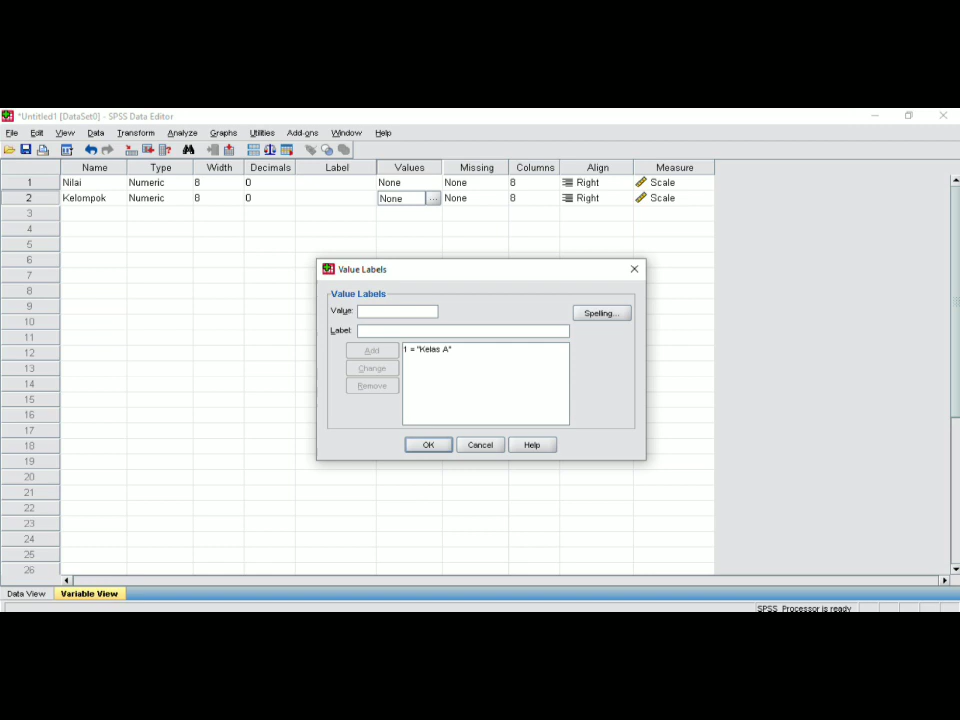 *Untitled1 [DataSet0] - SPSS Data Editor
File Edit View Data Transform Analyze Graphs Utilities Add-ons Window Help
Name Type Width Decimals Label Values Missing Columns Align Measure
1 Nilai Numeric 8 0 None None 8 Right Scale
2 Kelompok Numeric 8 0 None ... None 8 Right Scale
3
4
5
6
7
8
9
10
11
12
13
14
15
16
17
18
19
20
21
22
23
24
25
26
Value Labels
Value Labels
Value:
Spelling...
Label:
Add
1 = "Kelas A"
Change
Remove
OK Cancel Help
Data View Variable View
SPSS Processor is ready